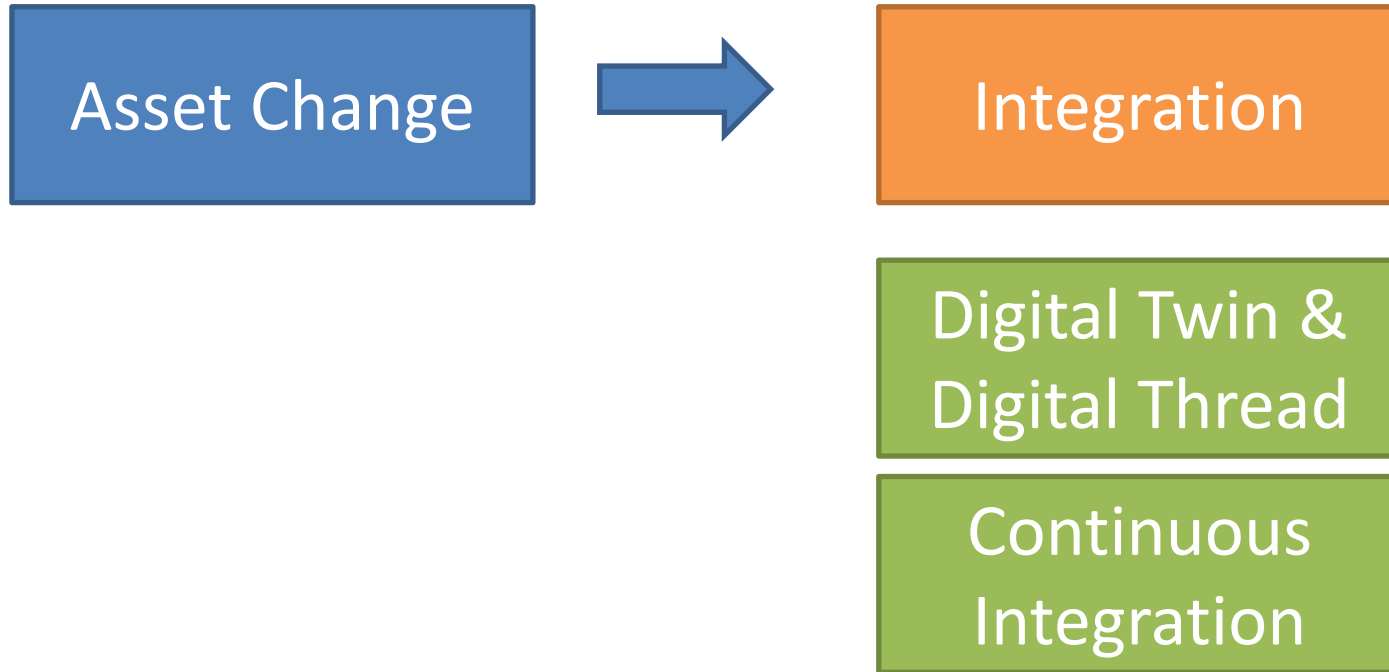 Asset Change
Integration
Digital Twin &
Digital Thread
Continuous
Integration